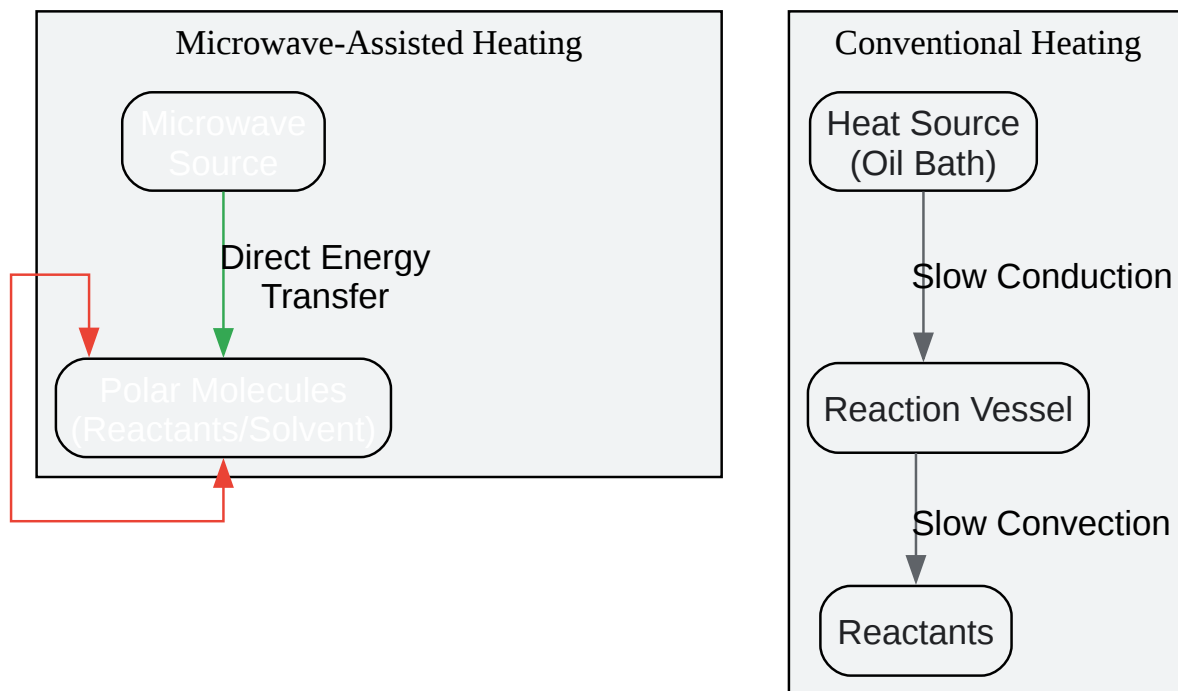 Microwave-Assisted Heating
Microwave
Source
Direct Energy
Transfer
Polar Molecules
(Reactants/Solvent)
Conventional Heating
Heat Source
(Oil Bath)
Slow Conduction
Reaction Vessel
Slow Convection
Reactants